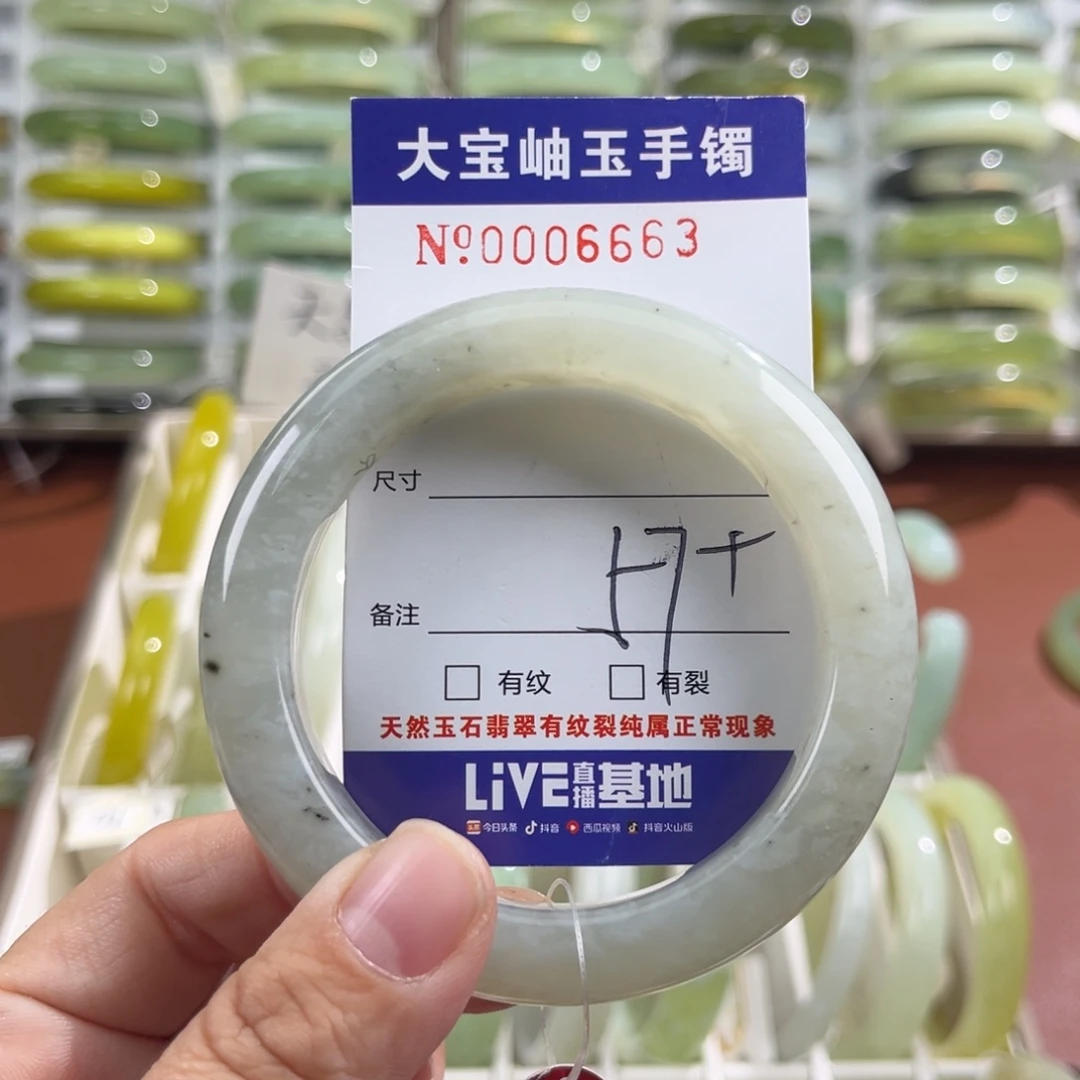 大宝岫玉手镯
Nº0006663
尺寸
57+
备注
有纹 有裂
天然玉石翡翠有纹裂纯属正常现象
LiVE直播基地
头条 今日头条 抖音 西瓜视频 抖音火山版